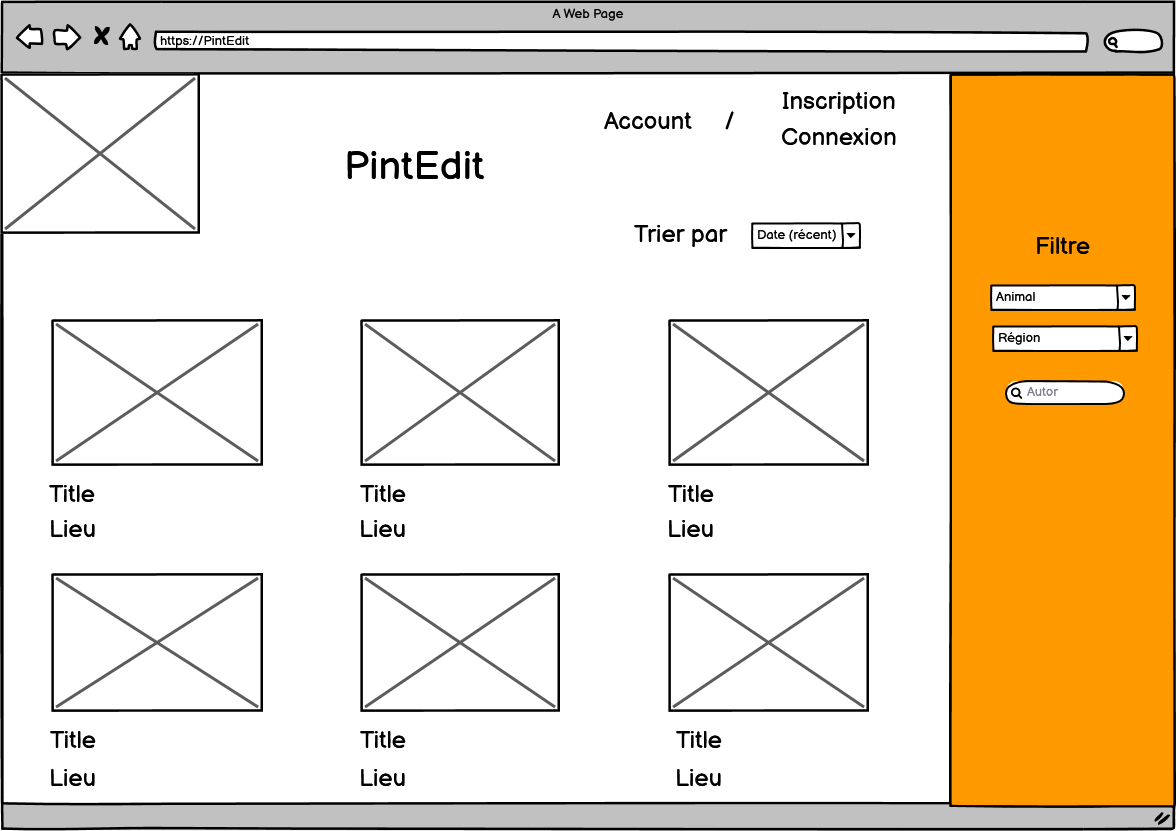 A Web Page
https://PintEdit
Inscription
Account /
Connexion
PintEdit
Trier par Date (récent)
Filtre
Animal
Région
Autor
Title Title Title
Lieu Lieu Lieu
Title Title Title
Lieu Lieu Lieu